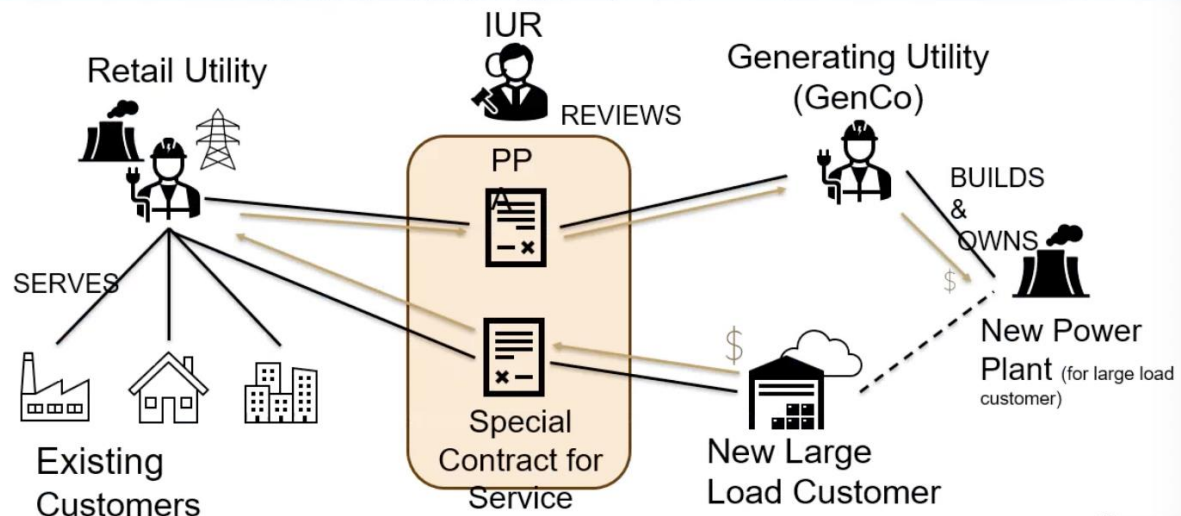 IUR
Retail Utility
Generating Utility
(GenCo)
REVIEWS
PP
A
BUILDS
&
OWNS
SERVES
$
$
New Power
Plant (for large load
customer)
Special
Contract for
Service
New Large
Load Customer
Existing
Customers